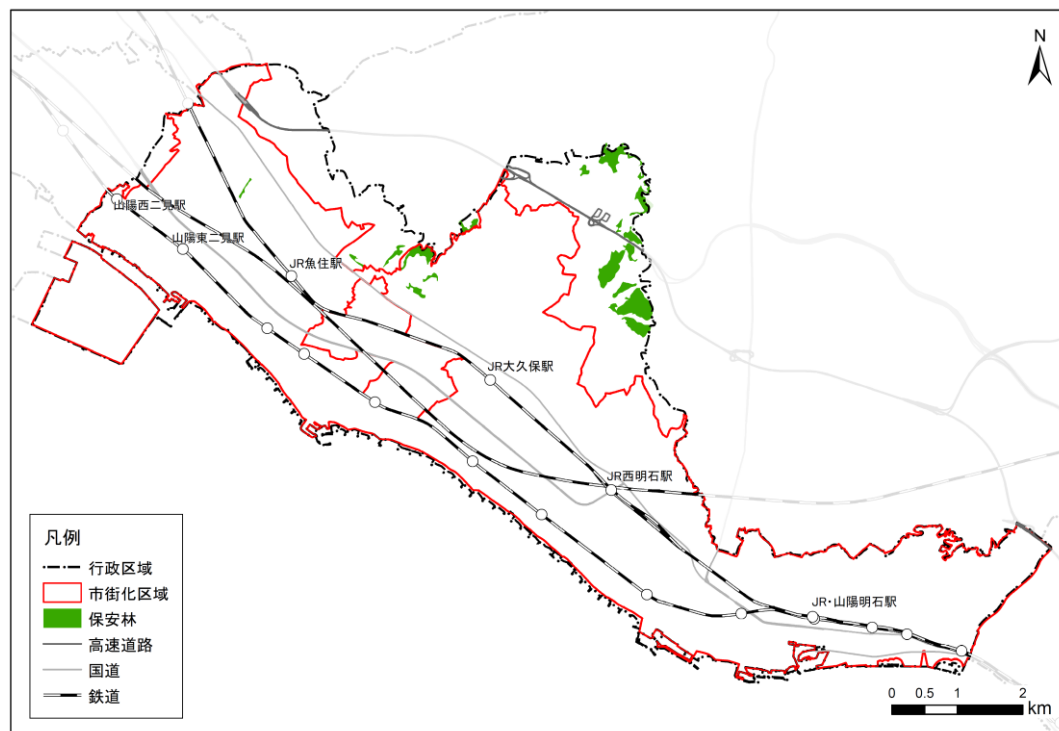 N
山陽西二見駅
山陽東二見駅
JR魚住駅
JR大久保駅
JR西明石駅
JR・山陽明石駅
凡例
行政区域
市街化区域
保安林
高速道路
国道
鉄道
0 0.5 1 2
km